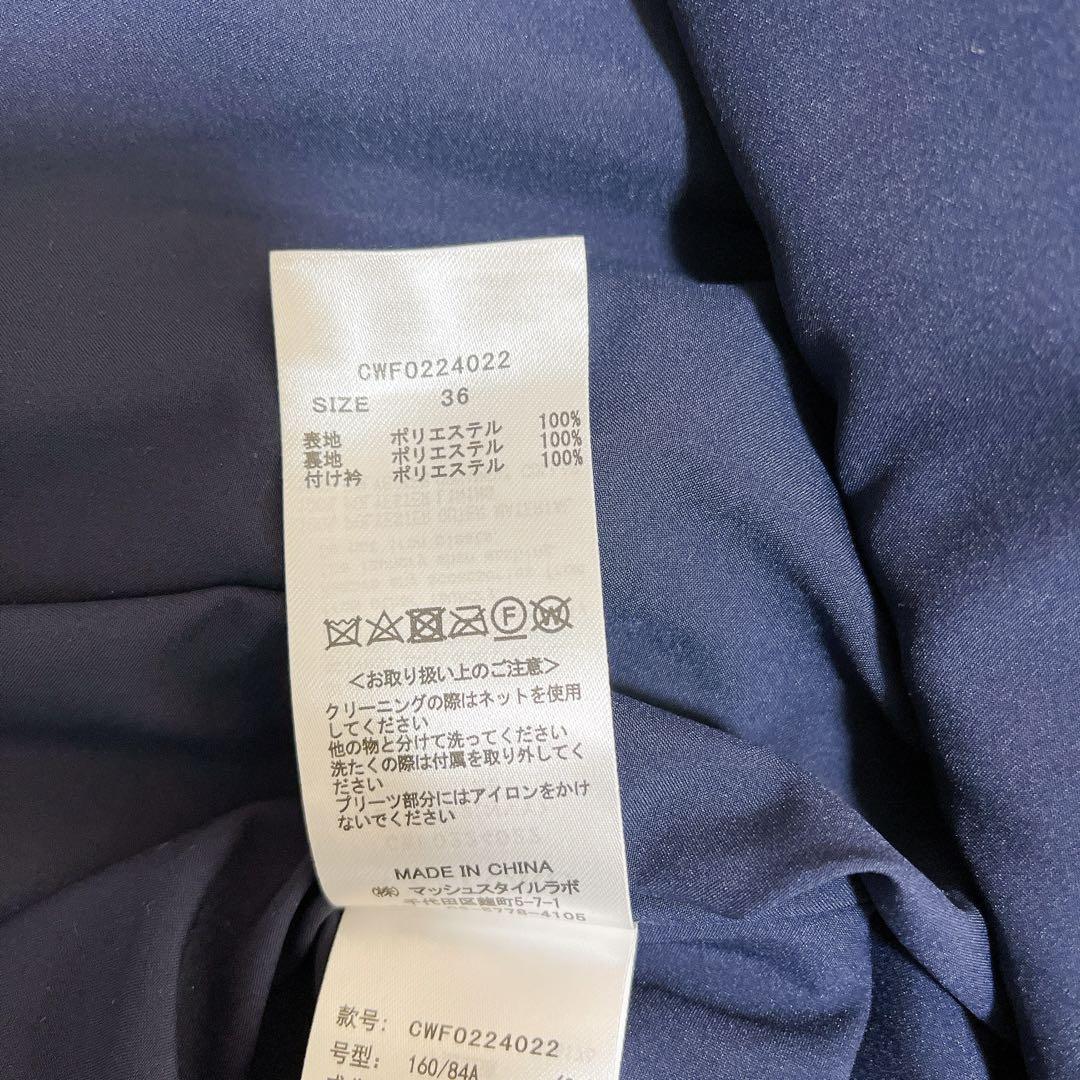 CWF0224022
SIZE 36
表地 ポリエステル 100%
裏地 ポリエステル 100%
付け衿 ポリエステル 100%
F W
<お取り扱い上のご注意>
クリーニングの際はネットを使用
してください
他の物と分けて洗ってください
洗たくの際は付属を取り外してく
ださい
プリーツ部分にはアイロンをかけ
ないでください
MADE IN CHINA
(株) マッシュスタイルラボ
千代田区麹町5-7-1
6778-4105
款号: CWF0224022
号型: 160/84A